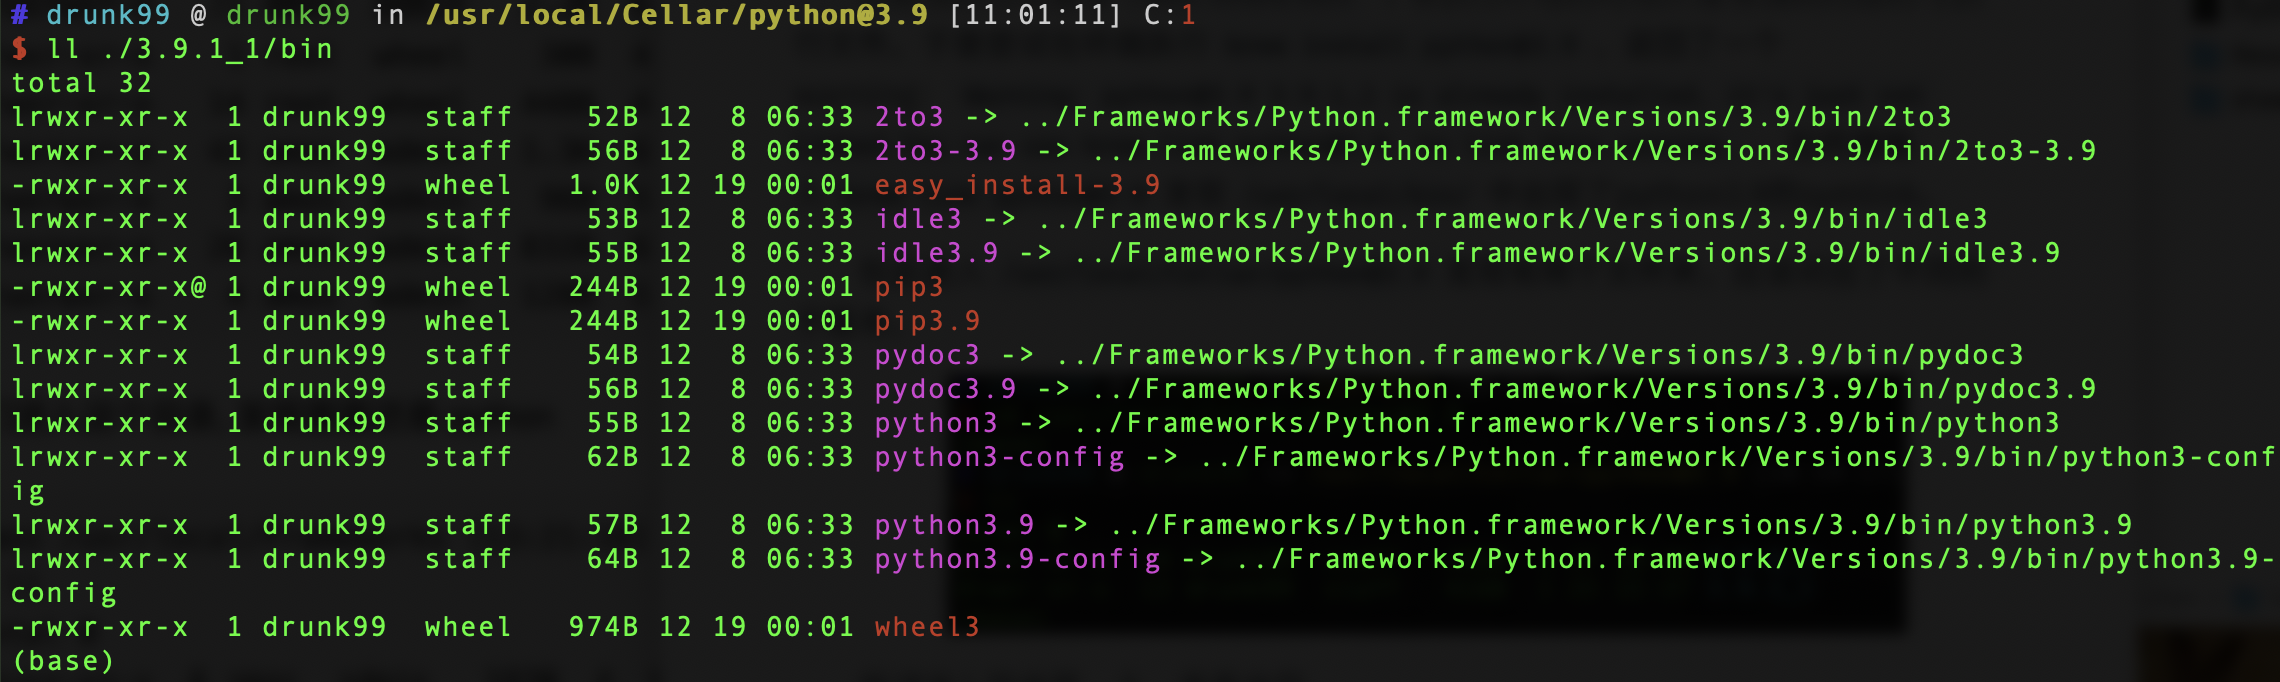 # drunk99 @ drunk99 in /usr/local/Cellar/python@3.9 [11:01:11] C:1
$ ll ./3.9.1_1/bin
total 32
lrwxr-xr-x  1 drunk99  staff    52B 12  8 06:33 2to3 -> ../Frameworks/Python.framework/Versions/3.9/bin/2to3
lrwxr-xr-x  1 drunk99  staff    56B 12  8 06:33 2to3-3.9 -> ../Frameworks/Python.framework/Versions/3.9/bin/2to3-3.9
-rwxr-xr-x  1 drunk99  wheel   1.0K 12 19 00:01 easy_install-3.9
lrwxr-xr-x  1 drunk99  staff    53B 12  8 06:33 idle3 -> ../Frameworks/Python.framework/Versions/3.9/bin/idle3
lrwxr-xr-x  1 drunk99  staff    55B 12  8 06:33 idle3.9 -> ../Frameworks/Python.framework/Versions/3.9/bin/idle3.9
-rwxr-xr-x@ 1 drunk99  wheel   244B 12 19 00:01 pip3
-rwxr-xr-x  1 drunk99  wheel   244B 12 19 00:01 pip3.9
lrwxr-xr-x  1 drunk99  staff    54B 12  8 06:33 pydoc3 -> ../Frameworks/Python.framework/Versions/3.9/bin/pydoc3
lrwxr-xr-x  1 drunk99  staff    56B 12  8 06:33 pydoc3.9 -> ../Frameworks/Python.framework/Versions/3.9/bin/pydoc3.9
lrwxr-xr-x  1 drunk99  staff    55B 12  8 06:33 python3 -> ../Frameworks/Python.framework/Versions/3.9/bin/python3
lrwxr-xr-x  1 drunk99  staff    62B 12  8 06:33 python3-config -> ../Frameworks/Python.framework/Versions/3.9/bin/python3-conf
ig
lrwxr-xr-x  1 drunk99  staff    57B 12  8 06:33 python3.9 -> ../Frameworks/Python.framework/Versions/3.9/bin/python3.9
lrwxr-xr-x  1 drunk99  staff    64B 12  8 06:33 python3.9-config -> ../Frameworks/Python.framework/Versions/3.9/bin/python3.9-
config
-rwxr-xr-x  1 drunk99  wheel   974B 12 19 00:01 wheel3
(base)